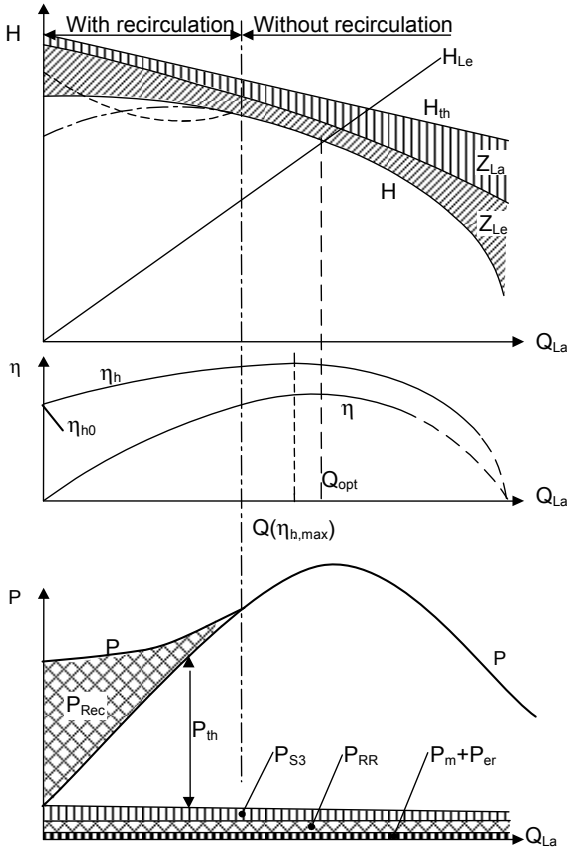 With recirculation Without recirculation
H
H_Le
H_th
Z_La
H
Z_Le
Q_La
η
η_h
η_h0
η
Q_opt
Q_La
Q(η_h,max)
P
P
P
P_Rec
P_th
P_S3 P_RR P_m+P_er
Q_La